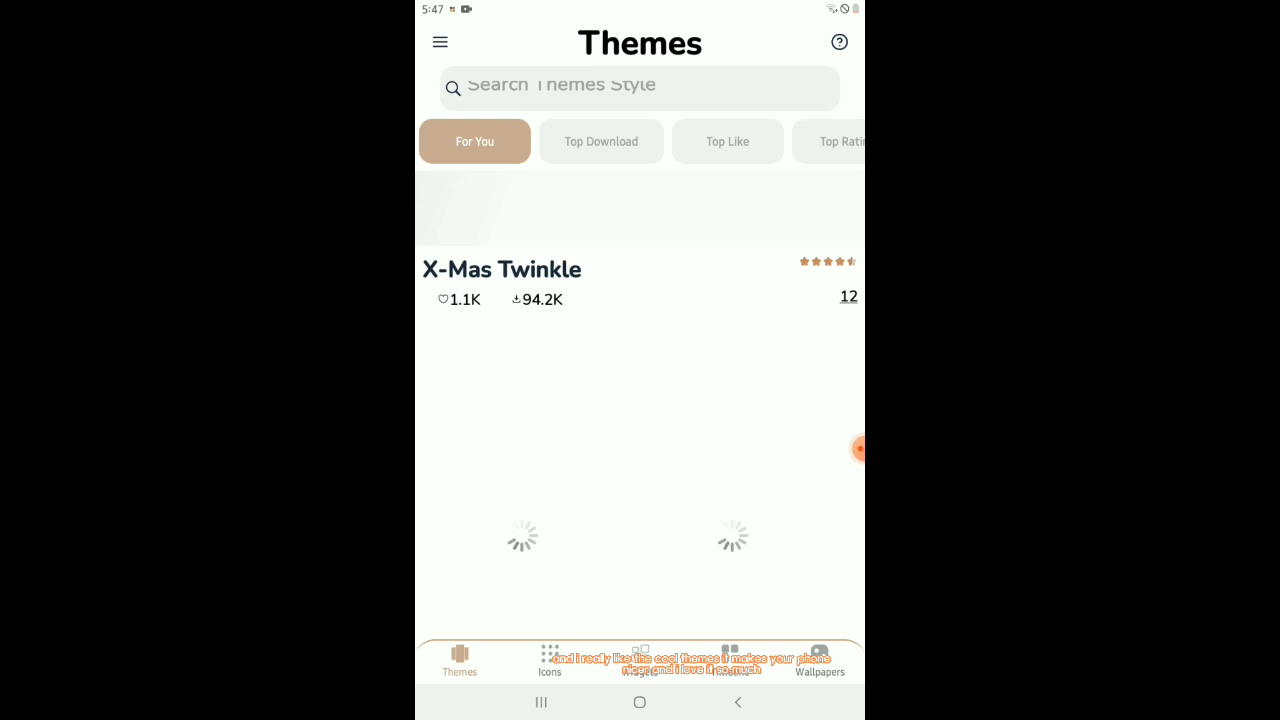 5:47
Themes
Search Themes Style
For You
Top Download
Top Like
Top Ratin
X-Mas Twinkle
1.1K
94.2K
12
Themes
Icons
Widgets
Wallpapers
and i really like the cool themes it makes your phone
nicer and i love it so much